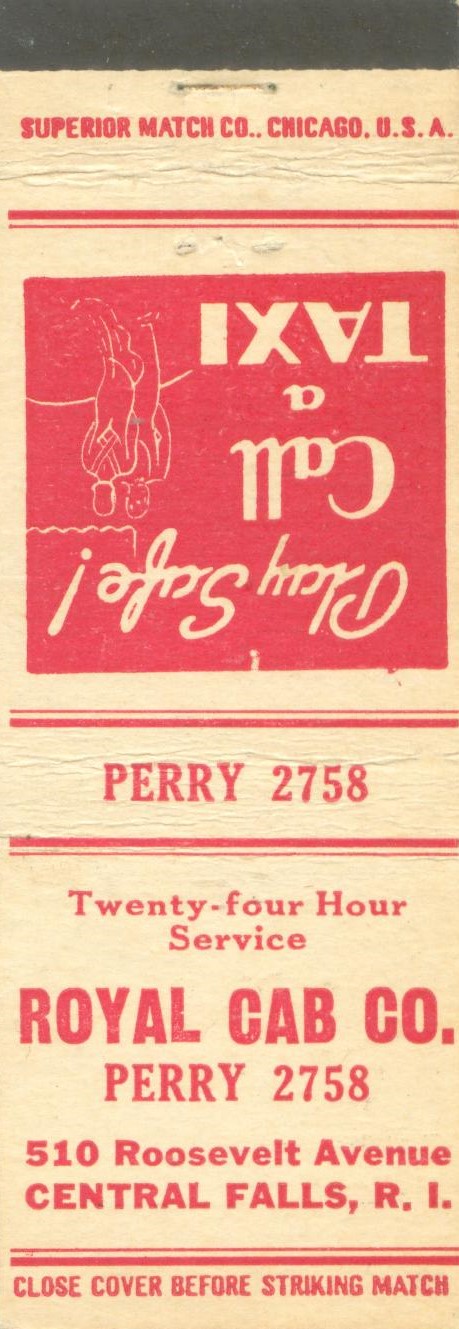 SUPERIOR MATCH CO., CHICAGO, U.S.A.
Play Safe!
Call
a
TAXI
PERRY 2758
Twenty-four Hour
Service
ROYAL CAB CO.
PERRY 2758
510 Roosevelt Avenue
CENTRAL FALLS, R. I.
CLOSE COVER BEFORE STRIKING MATCH